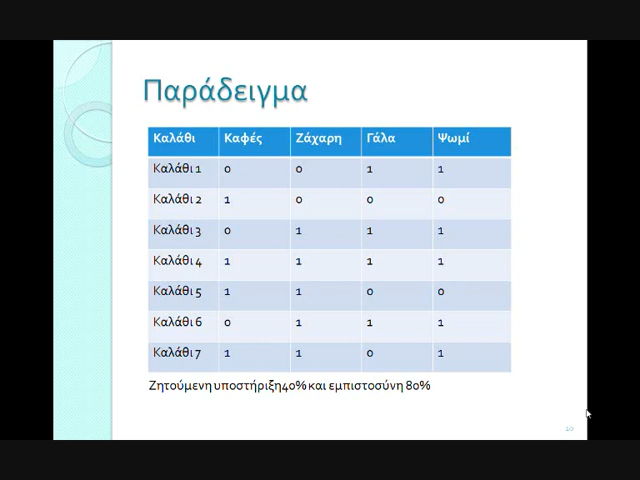 Παράδειγμα
Καλάθι Καφές Ζάχαρη Γάλα Ψωμί
Καλάθι 1 0 0 1 1
Καλάθι 2 1 0 0 0
Καλάθι 3 0 1 1 1
Καλάθι 4 1 1 1 1
Καλάθι 5 1 1 0 0
Καλάθι 6 0 1 1 1
Καλάθι 7 1 1 0 1
Ζητούμενη υποστήριξη40% και εμπιστοσύνη 80%